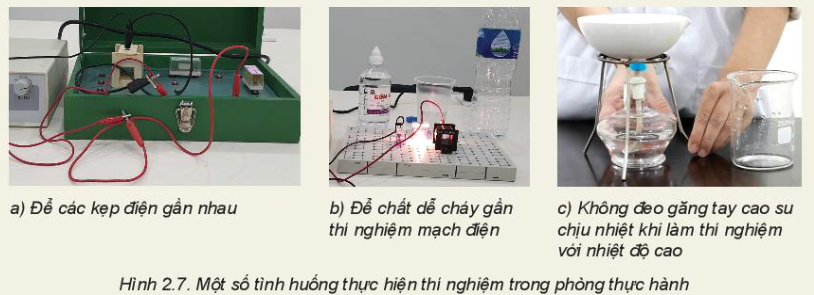 a) Để các kẹp điện gần nhau
b) Để chất dễ cháy gần
thí nghiệm mạch điện
c) Không đeo găng tay cao su
chịu nhiệt khi làm thí nghiệm
với nhiệt độ cao
Hình 2.7. Một số tình huống thực hiện thí nghiệm trong phòng thực hành